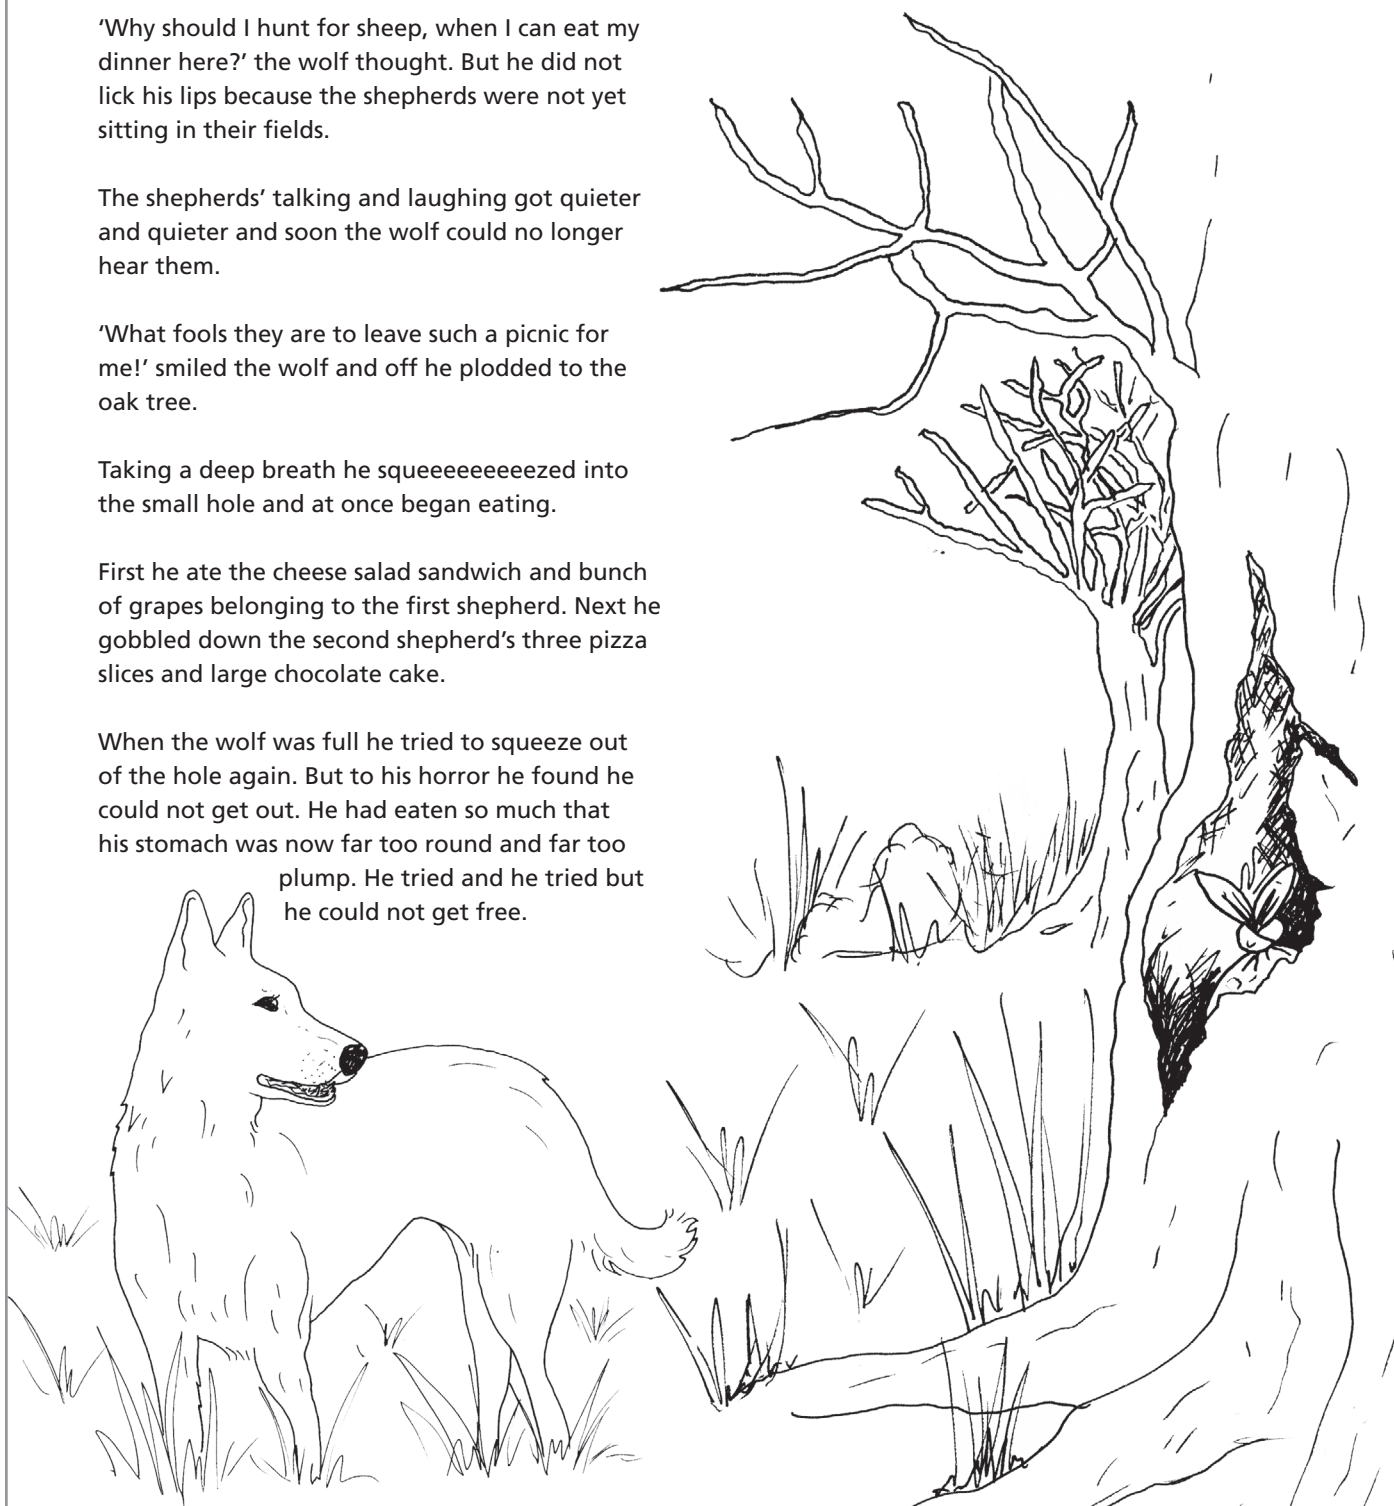 ‘Why should I hunt for sheep, when I can eat my
dinner here?’ the wolf thought. But he did not
lick his lips because the shepherds were not yet
sitting in their fields.
The shepherds’ talking and laughing got quieter
and quieter and soon the wolf could no longer
hear them.
‘What fools they are to leave such a picnic for
me!’ smiled the wolf and off he plodded to the
oak tree.
Taking a deep breath he squeeeeeeeeezed into
the small hole and at once began eating.
First he ate the cheese salad sandwich and bunch
of grapes belonging to the first shepherd. Next he
gobbled down the second shepherd’s three pizza
slices and large chocolate cake.
When the wolf was full he tried to squeeze out
of the hole again. But to his horror he found he
could not get out. He had eaten so much that
his stomach was now far too round and far too
plump. He tried and he tried but
he could not get free.